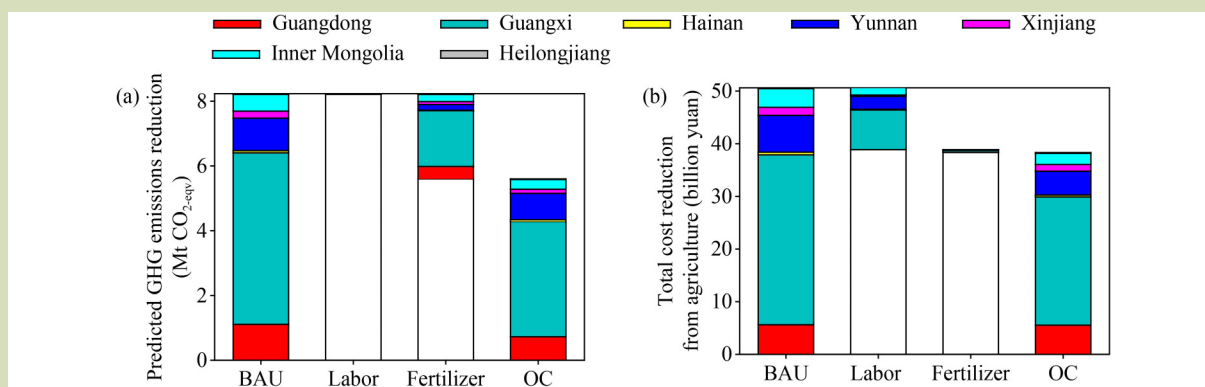 Guangdong Guangxi Hainan Yunnan Xinjiang
Inner Mongolia Heilongjiang
(a)
Predicted GHG emissions reduction
(Mt CO2-eqv)
8
6
4
2
0
BAU Labor Fertilizer OC
(b)
Total cost reduction
from agriculture (billion yuan)
50
40
30
20
10
0
BAU Labor Fertilizer OC